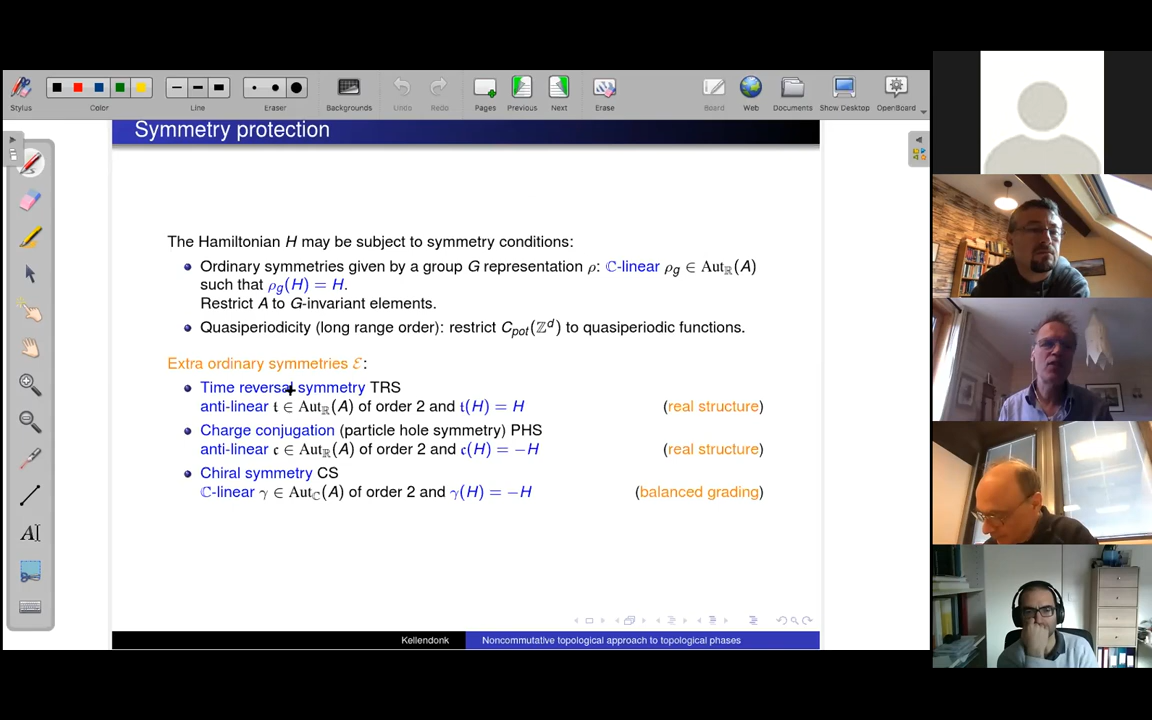 Stylus Color Line Eraser Backgrounds Undo Redo Pages Previous Next Erase Board Web Documents Show Desktop OpenBoard
Symmetry protection
The Hamiltonian H may be subject to symmetry conditions:
Ordinary symmetries given by a group G representation ρ: ℂ-linear ρ_g ∈ Aut_ℝ(A)
such that ρ_g(H) = H.
Restrict A to G-invariant elements.
Quasiperiodicity (long range order): restrict C_pot(ℤ^d) to quasiperiodic functions.
Extra ordinary symmetries ℰ:
Time reversal symmetry TRS
anti-linear 𝔱 ∈ Aut_ℝ(A) of order 2 and 𝔱(H) = H (real structure)
Charge conjugation (particle hole symmetry) PHS
anti-linear 𝔠 ∈ Aut_ℝ(A) of order 2 and 𝔠(H) = −H (real structure)
Chiral symmetry CS
ℂ-linear γ ∈ Aut_ℂ(A) of order 2 and γ(H) = −H (balanced grading)
Kellendonk Noncommutative topological approach to topological phases